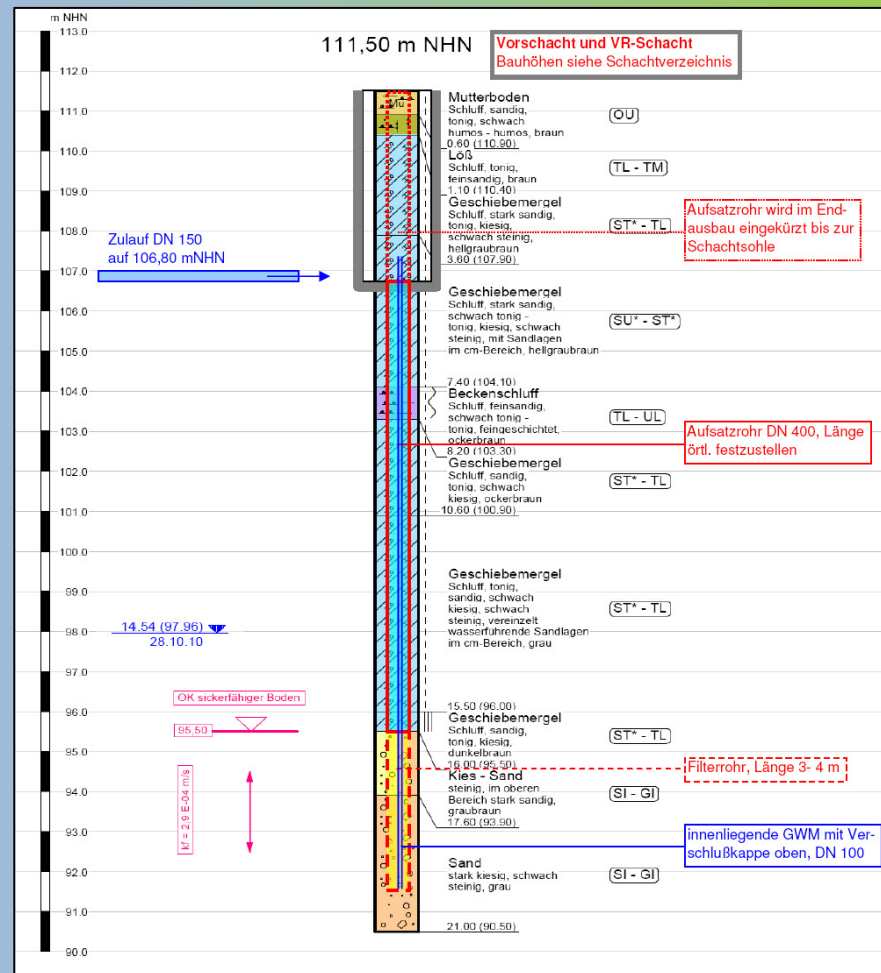 m NHN
113.0
112.0
111.0
110.0
109.0
108.0
107.0
106.0
105.0
104.0
103.0
102.0
101.0
100.0
99.0
98.0
97.0
96.0
95.0
94.0
93.0
92.0
91.0
90.0
111,50 m NHN
Vorschacht und VR-Schacht
Bauhöhen siehe Schachtverzeichnis
Mu
Mutterboden
Schluff, sandig,
tonig, schwach
humos - humos, braun
0.60 (110.90)
OU
Löß
Schluff, tonig,
feinsandig, braun
1.10 (110.40)
TL - TM
Geschiebemergel
Schluff, stark sandig,
tonig, kiesig,
schwach steinig,
hellgraubraun
3.60 (107.90)
ST* - TL
Aufsatzrohr wird im End-
ausbau eingekürzt bis zur
Schachtsohle
Zulauf DN 150
auf 106,80 mNHN
Geschiebemergel
Schluff, stark sandig,
schwach tonig -
tonig, kiesig, schwach
steinig, mit Sandlagen
im cm-Bereich, hellgraubraun
7.40 (104.10)
SU* - ST*
Beckenschluff
Schluff, feinsandig,
schwach tonig -
tonig, feingeschichtet,
ockerbraun
8.20 (103.30)
TL - UL
Aufsatzrohr DN 400, Länge
örtl. festzustellen
Geschiebemergel
Schluff, sandig,
tonig, schwach
kiesig, ockerbraun
10.60 (100.90)
ST* - TL
Geschiebemergel
Schluff, tonig,
sandig, schwach
kiesig, schwach
steinig, vereinzelt
wasserführende Sandlagen
im cm-Bereich, grau
15.50 (96.00)
ST* - TL
14.54 (97.96)
28.10.10
OK sickerfähiger Boden
95,50
kf = 2,9 E-04 m/s
Geschiebemergel
Schluff, sandig,
tonig, kiesig,
dunkelbraun
16.00 (95.50)
ST* - TL
Filterrohr, Länge 3- 4 m
Kies - Sand
steinig, im oberen
Bereich stark sandig,
graubraun
17.60 (93.90)
SI - GI
innenliegende GWM mit Ver-
schlußkappe oben, DN 100
Sand
stark kiesig, schwach
steinig, grau
SI - GI
21.00 (90.50)